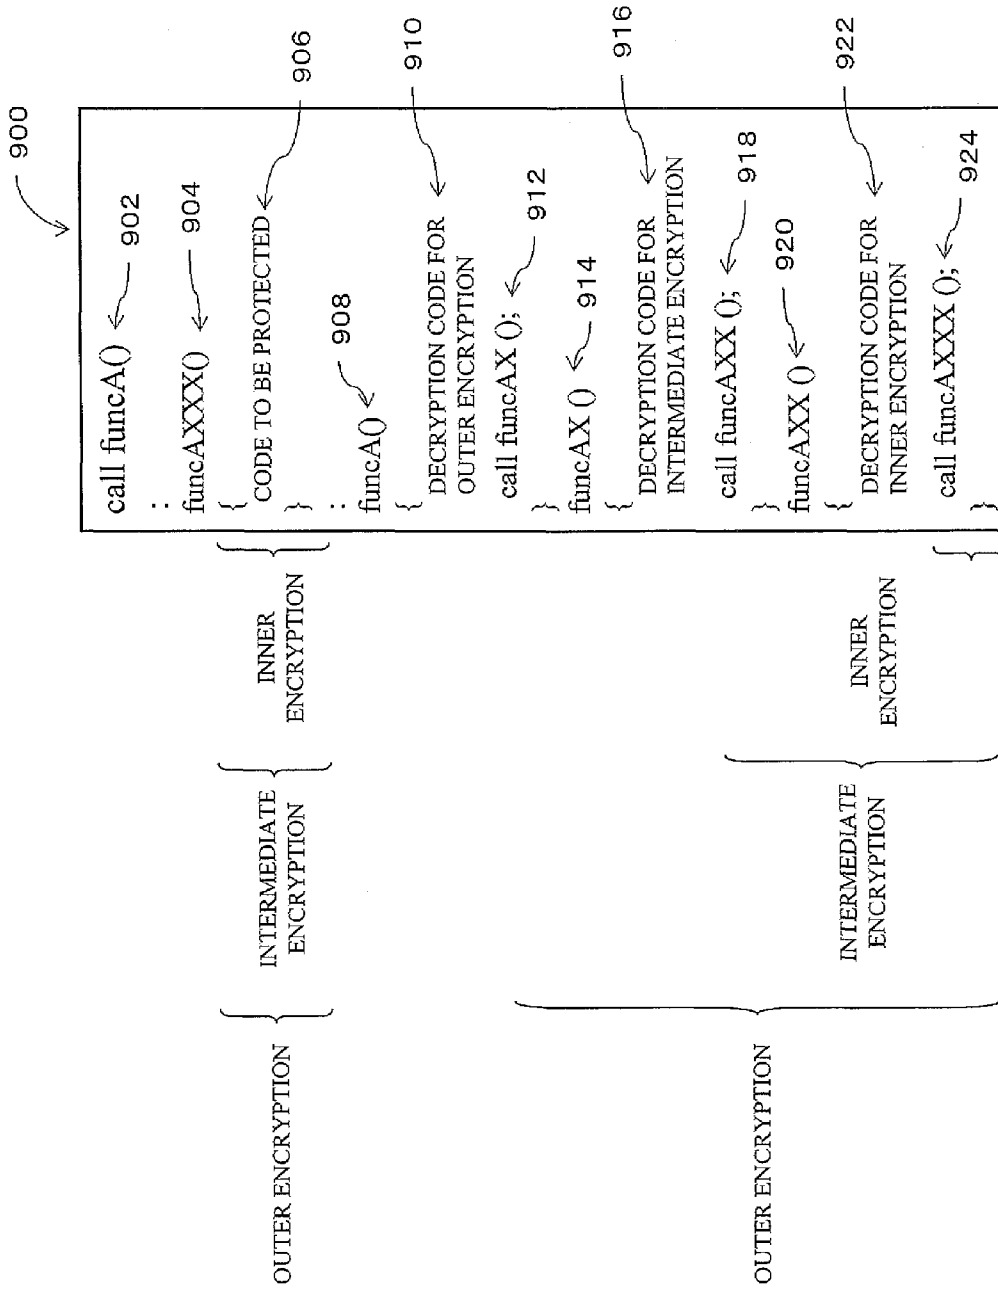 900
call funcA()
902
:
funcAXXX()
904
{
CODE TO BE PROTECTED
906
}
:
908
funcA()
{
DECRYPTION CODE FOR
OUTER ENCRYPTION
910
call funcAX ();
912
}
funcAX ()
914
{
DECRYPTION CODE FOR
INTERMEDIATE ENCRYPTION
916
call funcAXX ();
918
}
funcAXX ()
920
{
DECRYPTION CODE FOR
INNER ENCRYPTION
922
call funcAXXX ();
924
}
INNER
ENCRYPTION
INTERMEDIATE
ENCRYPTION
OUTER ENCRYPTION
INNER
ENCRYPTION
INTERMEDIATE
ENCRYPTION
OUTER ENCRYPTION